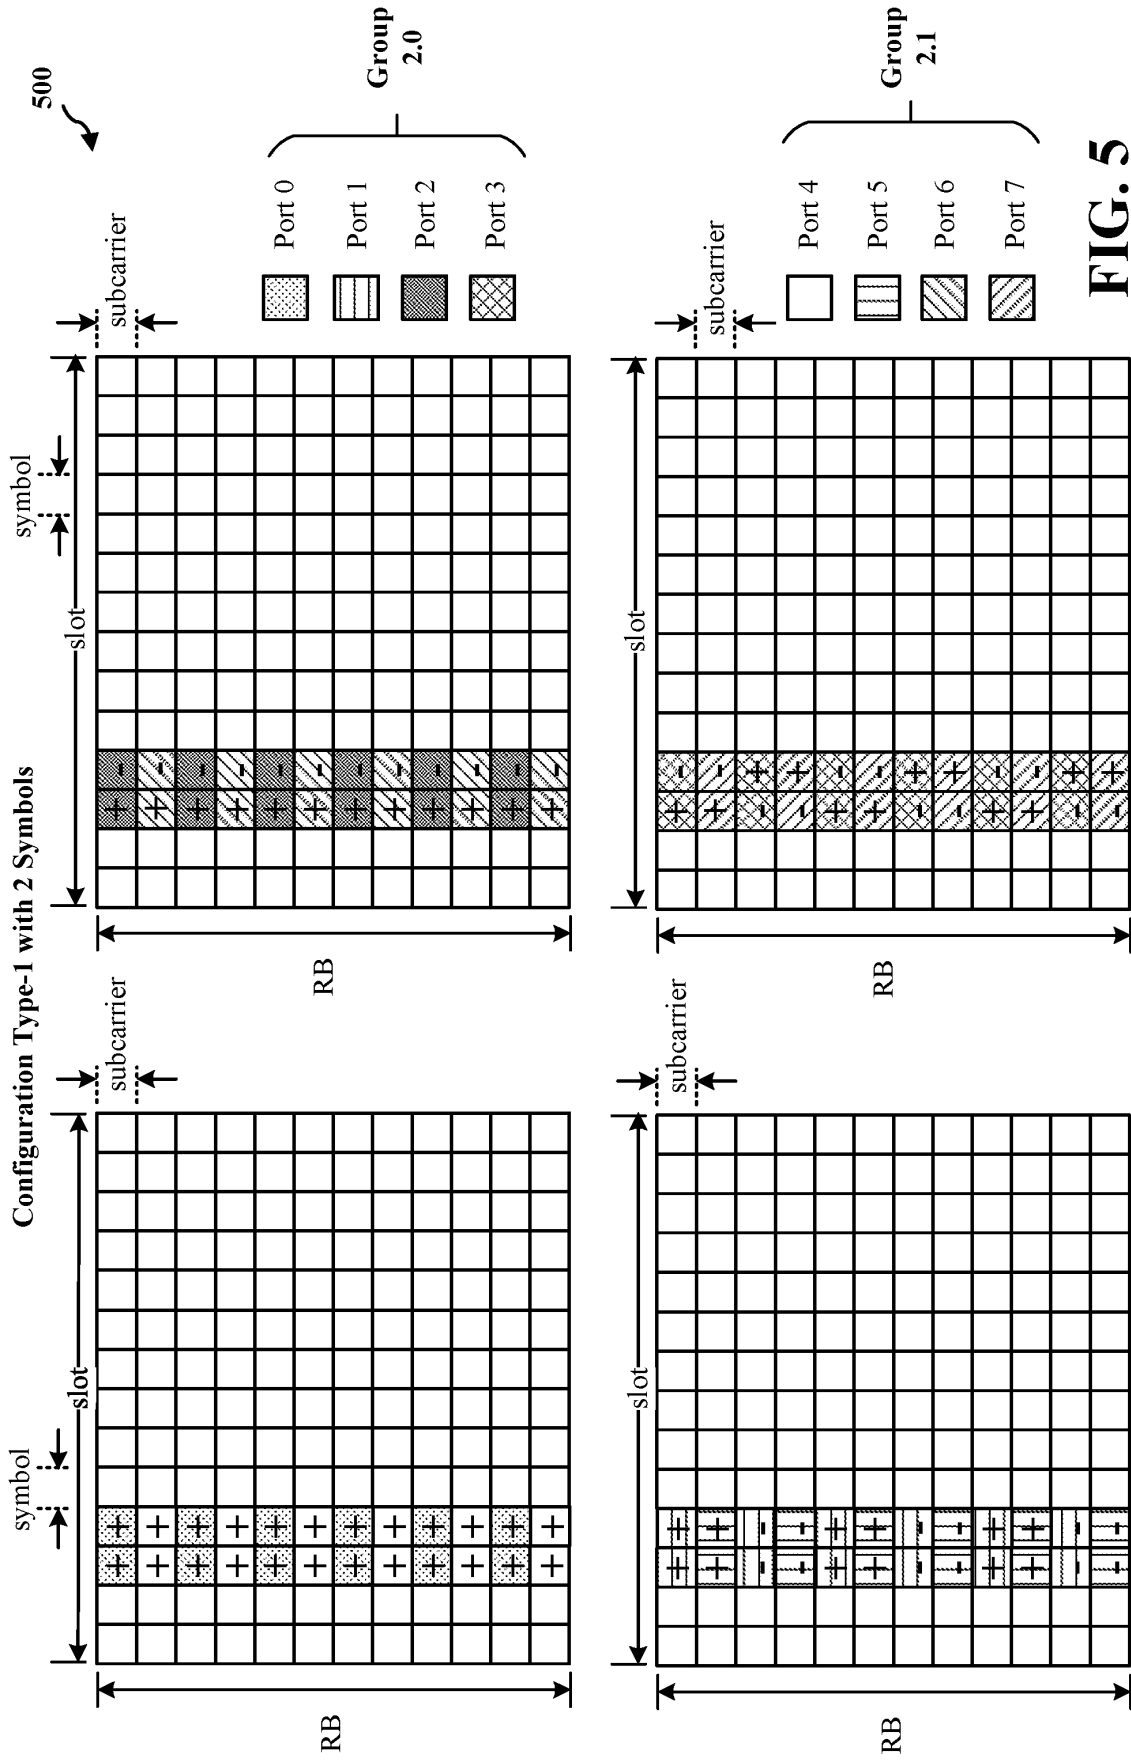 500
Configuration Type-1 with 2 Symbols
symbol
symbol
slot
slot
subcarrier
subcarrier
RB
RB
+ +
+ +
+ +
+ +
+ +
+ +
+ +
+ +
+ +
+ +
+ +
+ +
+ -
+ -
+ -
+ -
+ -
+ -
+ -
+ -
+ -
+ -
+ -
+ -
Port 0
Port 1
Port 2
Port 3
Group
2.0
slot
slot
subcarrier
subcarrier
RB
RB
+ +
+ +
- -
- -
+ +
+ +
- -
- -
+ +
+ +
- -
- -
+ -
+ -
- +
- +
+ -
+ -
- +
- +
+ -
+ -
- +
- +
Port 4
Port 5
Port 6
Port 7
Group
2.1
FIG. 5